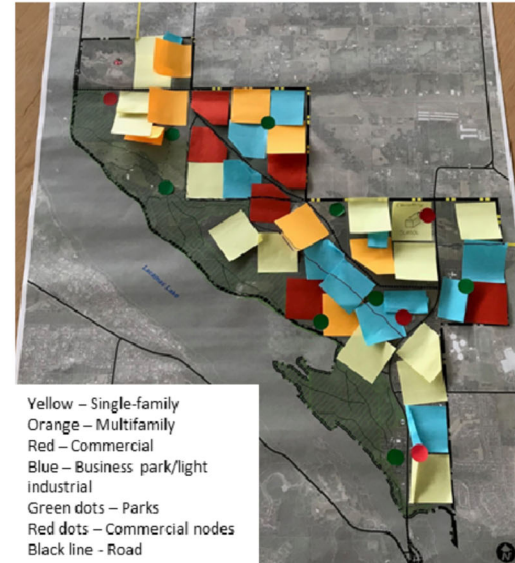 Yellow – Single-family
Orange – Multifamily
Red – Commercial
Blue – Business park/light
industrial
Green dots – Parks
Red dots – Commercial nodes
Black line - Road